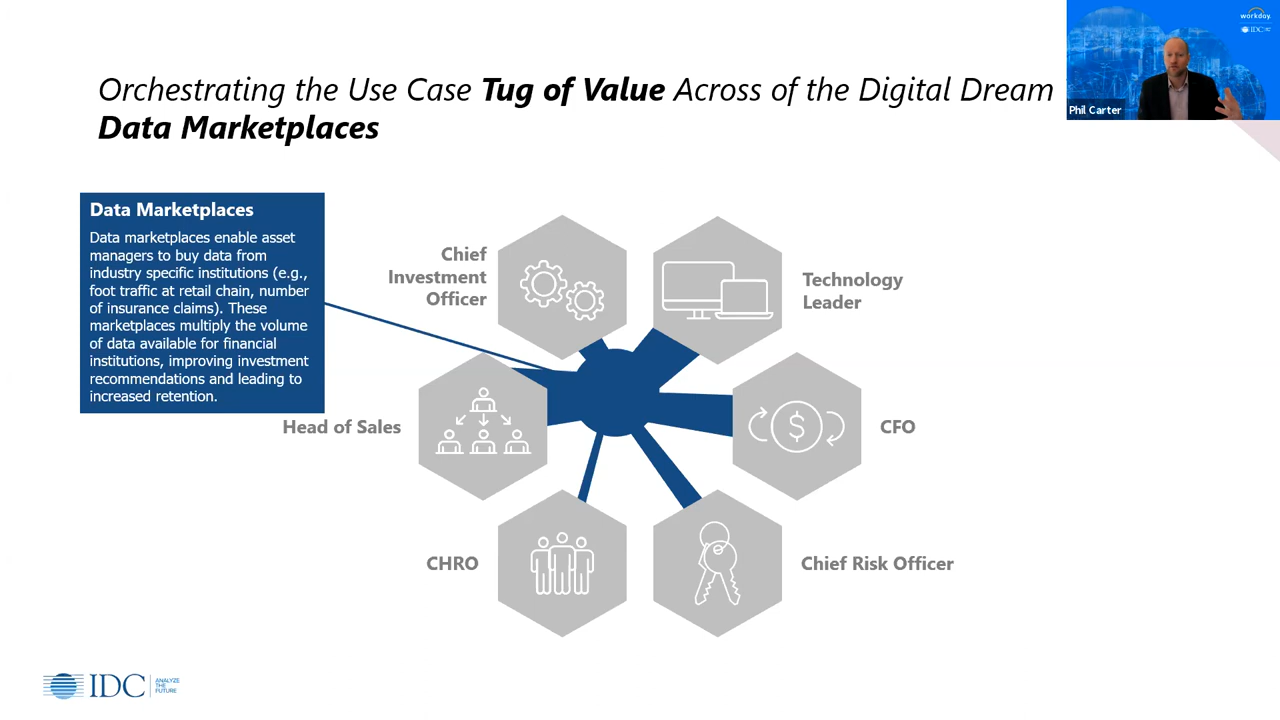 Orchestrating the Use Case Tug of Value Across of the Digital Dream
Data Marketplaces
workday.
IDC
Phil Carter
Data Marketplaces
Data marketplaces enable asset
managers to buy data from
industry specific institutions (e.g.,
foot traffic at retail chain, number
of insurance claims). These
marketplaces multiply the volume
of data available for financial
institutions, improving investment
recommendations and leading to
increased retention.
Chief
Investment
Officer
Technology
Leader
Head of Sales
$
CFO
CHRO
Chief Risk Officer
IDC
ANALYZE
THE
FUTURE